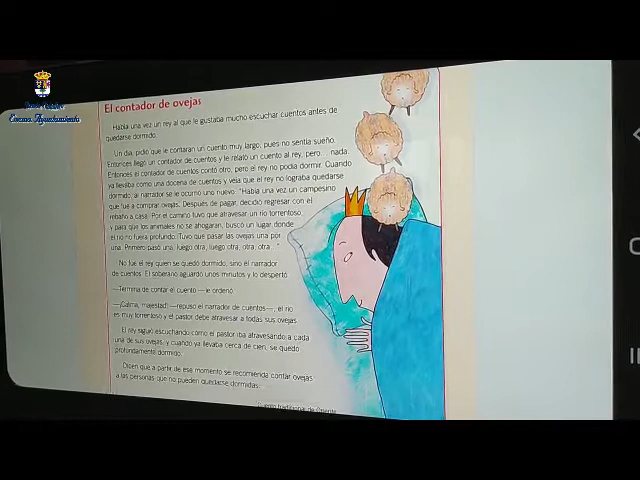 El contador de ovejas
Había una vez un rey al que le gustaba mucho escuchar cuentos antes de
quedarse dormido.
Un día, pidió que le contaran un cuento muy largo, pues no sentía sueño.
Entonces llegó un contador de cuentos y le relató un cuento al rey, pero... nada.
Entonces el contador de cuentos contó otro, pero el rey no podía dormir. Cuando
ya llevaba como una docena de cuentos y veía que el rey no lograba quedarse
dormido, al narrador se le ocurrió uno nuevo: "Había una vez un campesino
que fue a comprar ovejas. Después de pagar, decidió regresar con el
rebaño a casa. Por el camino tuvo que atravesar un río torrentoso,
y para que los animales no se ahogaran, buscó un lugar donde
el río no fuera profundo. Tuvo que pasar las ovejas una por
una. Primero pasó una, luego otra, luego otra, otra, otra..."
No fue el rey quien se quedó dormido, sino el narrador
de cuentos. El soberano aguardó unos minutos y lo despertó.
—Termina de contar el cuento —le ordenó.
—¡Calma, majestad! —repuso el narrador de cuentos—, el río
es muy torrentoso y el pastor debe atravesar a todas sus ovejas.
El rey siguió escuchando cómo el pastor iba atravesando a cada
una de sus ovejas, y cuando ya llevaba cerca de cien, se quedó
profundamente dormido.
Dicen que a partir de ese momento se recomienda contar ovejas
a las personas que no pueden quedarse dormidas.
Cuento tradicional de Oriente